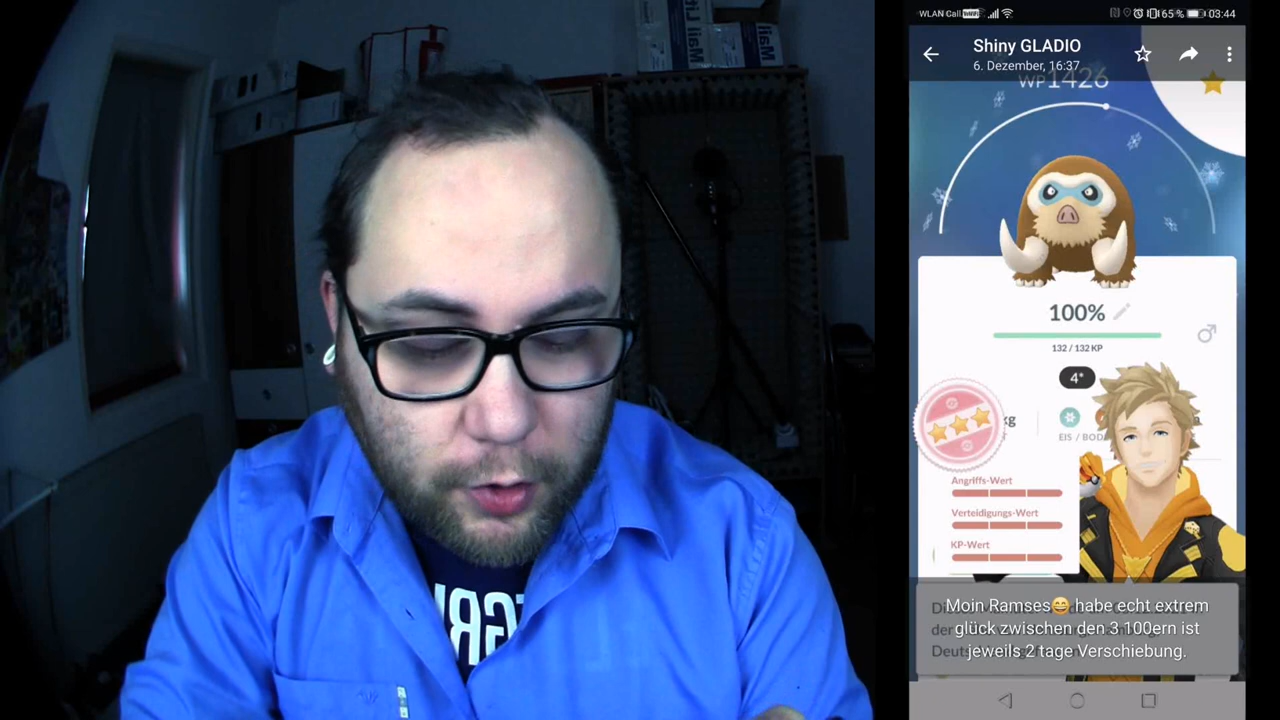 WLAN Call
65 %
03:44
Shiny GLADIO
6. Dezember, 16:37
WP1426
100%
132 / 132 KP
4*
kg
EIS / BODE
Angriffs-Wert
Verteidigungs-Wert
KP-Wert
Moin Ramses😄 habe echt extrem
glück zwischen den 3 100ern ist
jeweils 2 tage Verschiebung.